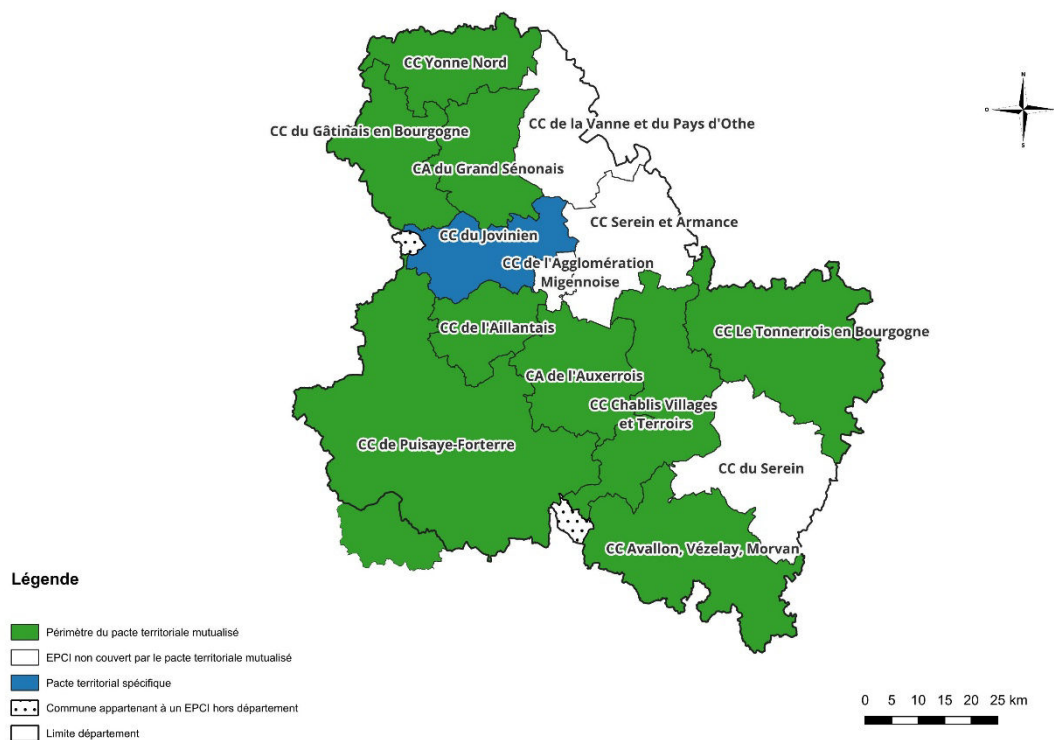 CC Yonne Nord
N
O
E
S
CC de la Vanne et du Pays d'Othe
CC du Gâtinais en Bourgogne
CA du Grand Sénonais
CC Serein et Armance
CC du Jovinien
CC de l'Agglomération
Migennoise
CC de l'Aillantais
CC Le Tonnerrois en Bourgogne
CA de l'Auxerrois
CC Chablis Villages
et Terroirs
CC de Puisaye-Forterre
CC du Serein
CC Avallon, Vézelay, Morvan
Légende
Périmètre du pacte territoriale mutualisé
EPCI non couvert par le pacte territoriale mutualisé
Pacte territorial spécifique
Commune appartenant à un EPCI hors département
Limite département
0 5 10 15 20 25 km